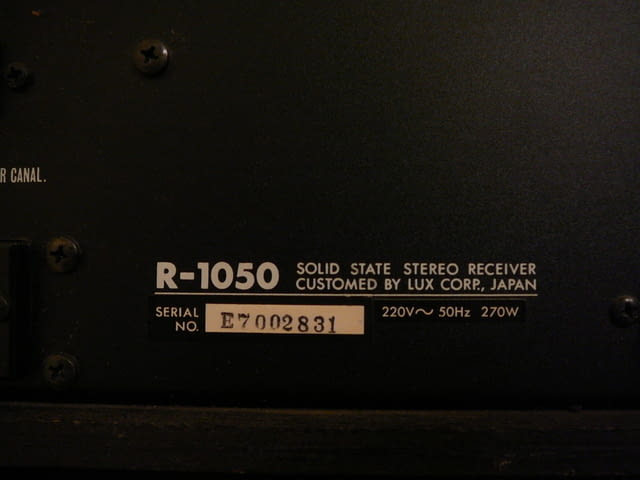 R CANAL.
R-1050 SOLID STATE STEREO RECEIVER
CUSTOMED BY LUX CORP., JAPAN
SERIAL NO. E7002831 220V~ 50Hz 270W